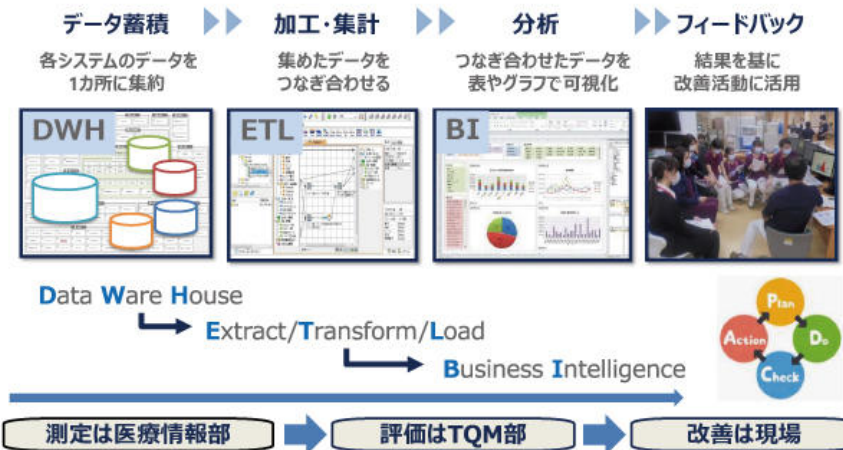 データ蓄積
加工・集計
分析
フィードバック
各システムのデータを
1カ所に集約
集めたデータを
つなぎ合わせる
つなぎ合わせたデータを
表やグラフで可視化
結果を基に
改善活動に活用
DWH
ETL
BI
Data Ware House
Extract/Transform/Load
Business Intelligence
Plan
Do
Check
Action
測定は医療情報部
評価はTQM部
改善は現場